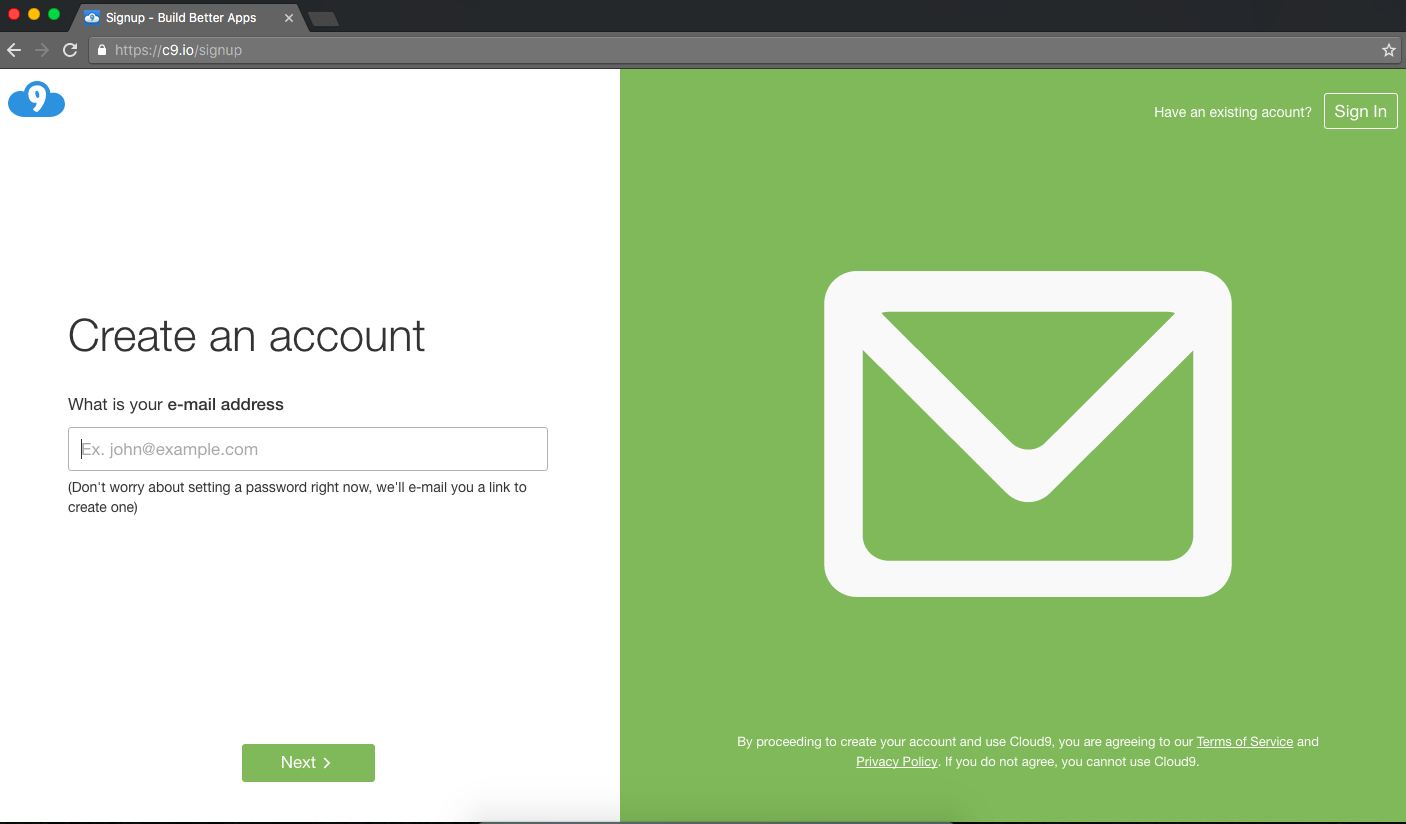 Signup - Build Better Apps
https://c9.io/signup
9
Have an existing acount? Sign In
Create an account
What is your e-mail address
Ex. john@example.com
(Don't worry about setting a password right now, we'll e-mail you a link to
create one)
Next
By proceeding to create your account and use Cloud9, you are agreeing to our Terms of Service and
Privacy Policy. If you do not agree, you cannot use Cloud9.